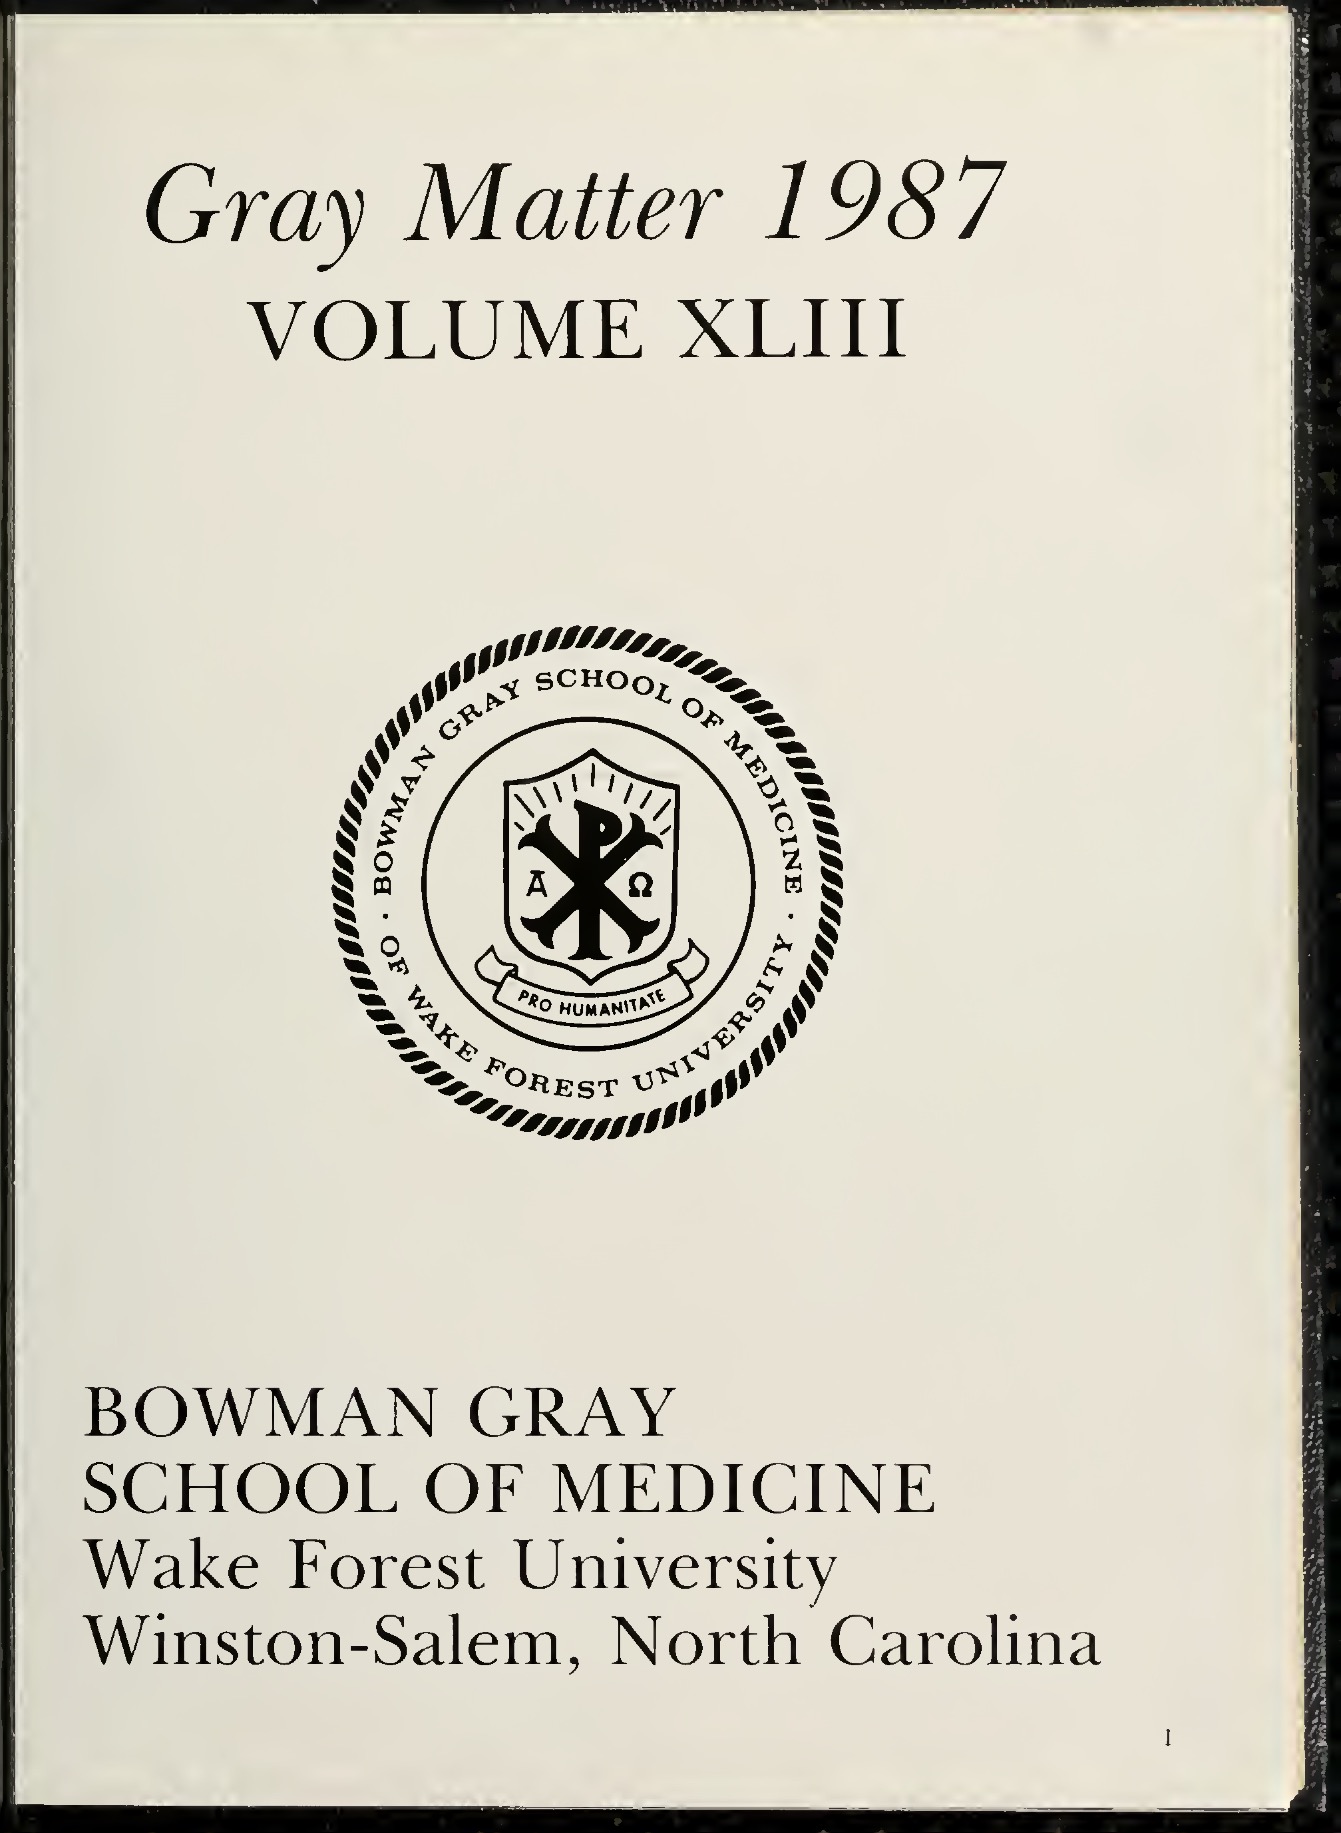 Gray Matter 1987
VOLUME XLIII
BOWMAN GRAY SCHOOL OF MEDICINE ·
OF WAKE FOREST UNIVERSITY ·
Α Ω
PRO HUMANITATE
BOWMAN GRAY
SCHOOL OF MEDICINE
Wake Forest University
Winston-Salem, North Carolina
1